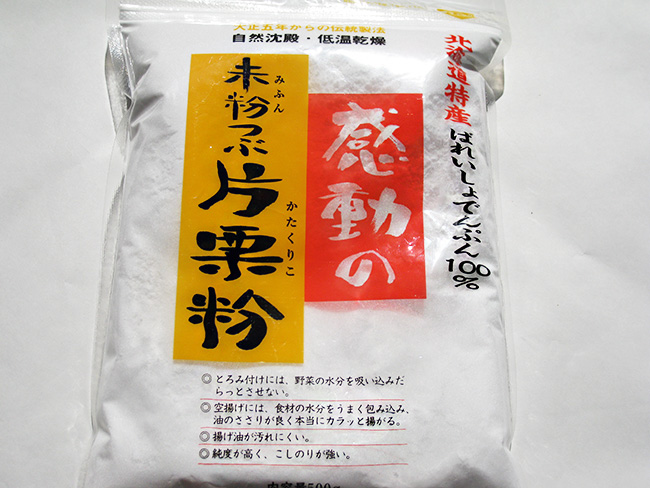 大正五年からの伝統製法
自然沈殿・低温乾燥
北海道特産
ばれいしょでんぷん100%
感動の
未粉つぶ片栗粉
みふん
かたくりこ
◎とろみ付けには、野菜の水分を吸い込みだ
らっとさせない。
◎空揚げには、食材の水分をうまく包み込み、
油のささりが良く本当にカラッと揚がる。
◎揚げ油が汚れにくい。
◎純度が高く、こしのりが強い。
内容量500g